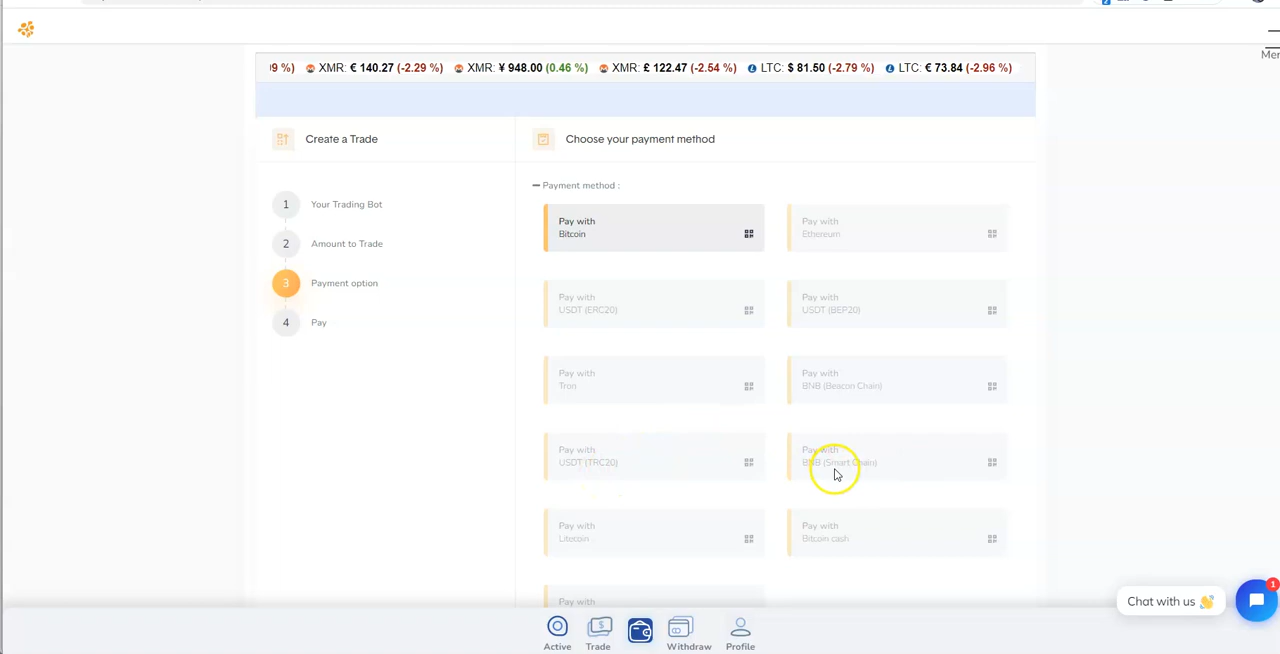 Men
)9 %) XMR: € 140.27 (-2.29 %) XMR: ¥ 948.00 (0.46 %) XMR: £ 122.47 (-2.54 %) LTC: $ 81.50 (-2.79 %) LTC: € 73.84 (-2.96 %)
Create a Trade
Choose your payment method
1 Your Trading Bot
2 Amount to Trade
3 Payment option
4 Pay
Payment method :
Pay with
Bitcoin
Pay with
Ethereum
Pay with
USDT (ERC20)
Pay with
USDT (BEP20)
Pay with
Tron
Pay with
BNB (Beacon Chain)
Pay with
USDT (TRC20)
Pay with
BNB (Smart Chain)
Pay with
Litecoin
Pay with
Bitcoin cash
Pay with
Chat with us 👋
1
Active
Trade
Withdraw
Profile